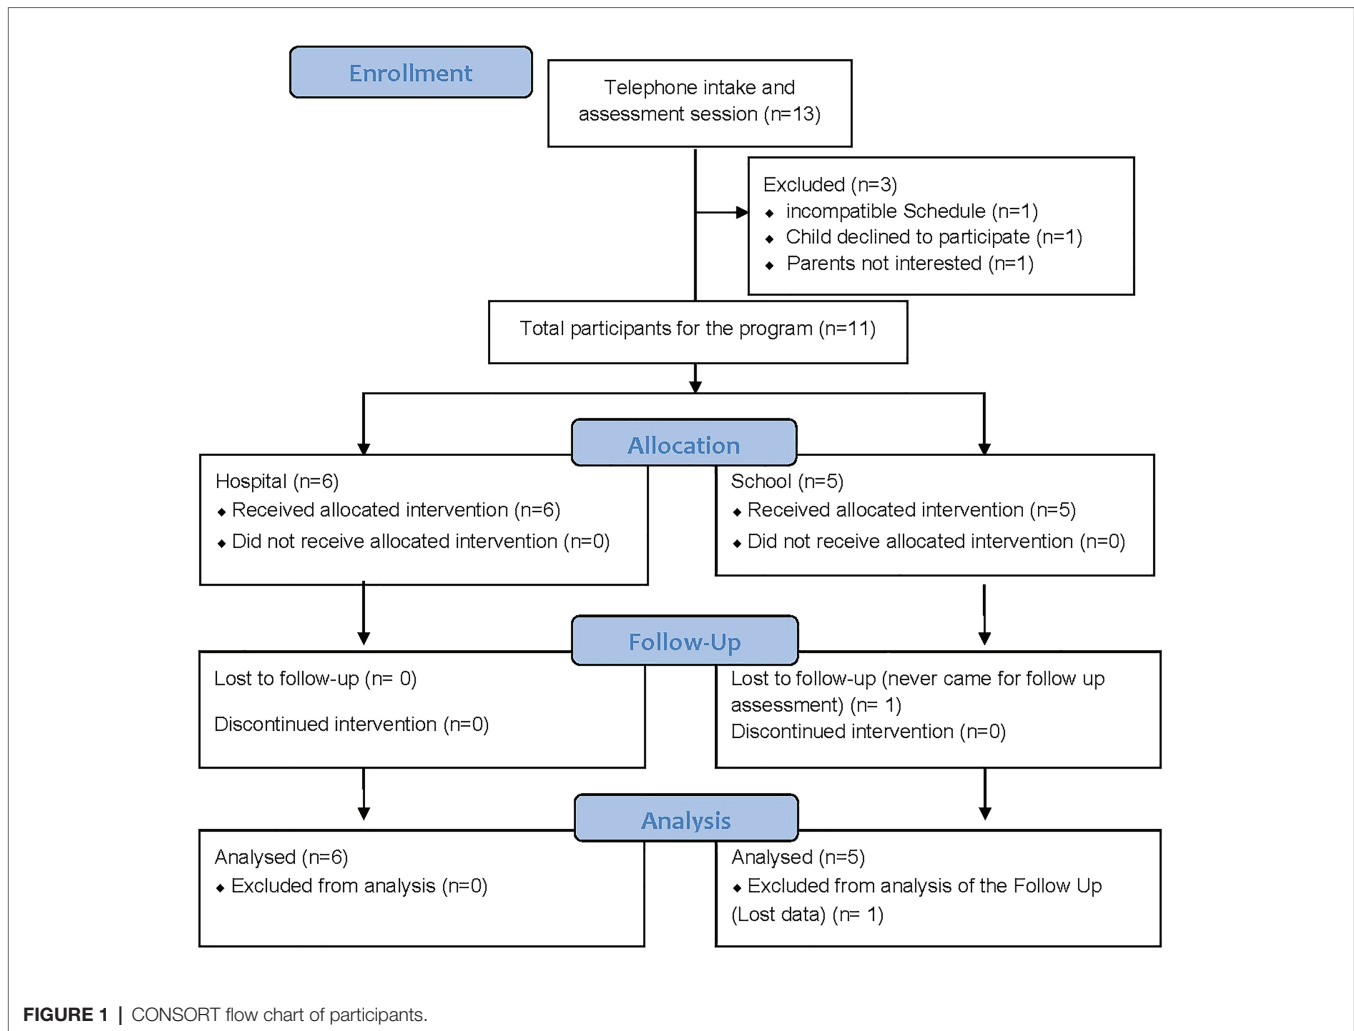 Enrollment
Telephone intake and
assessment session (n=13)
Excluded (n=3)
◆ incompatible Schedule (n=1)
◆ Child declined to participate (n=1)
◆ Parents not interested (n=1)
Total participants for the program (n=11)
Allocation
Hospital (n=6)
◆ Received allocated intervention (n=6)
◆ Did not receive allocated intervention (n=0)
School (n=5)
◆ Received allocated intervention (n=5)
◆ Did not receive allocated intervention (n=0)
Follow-Up
Lost to follow-up (n= 0)
Discontinued intervention (n=0)
Lost to follow-up (never came for follow up
assessment) (n= 1)
Discontinued intervention (n=0)
Analysis
Analysed (n=6)
◆ Excluded from analysis (n=0)
Analysed (n=5)
◆ Excluded from analysis of the Follow Up
(Lost data) (n= 1)
FIGURE 1 | CONSORT flow chart of participants.